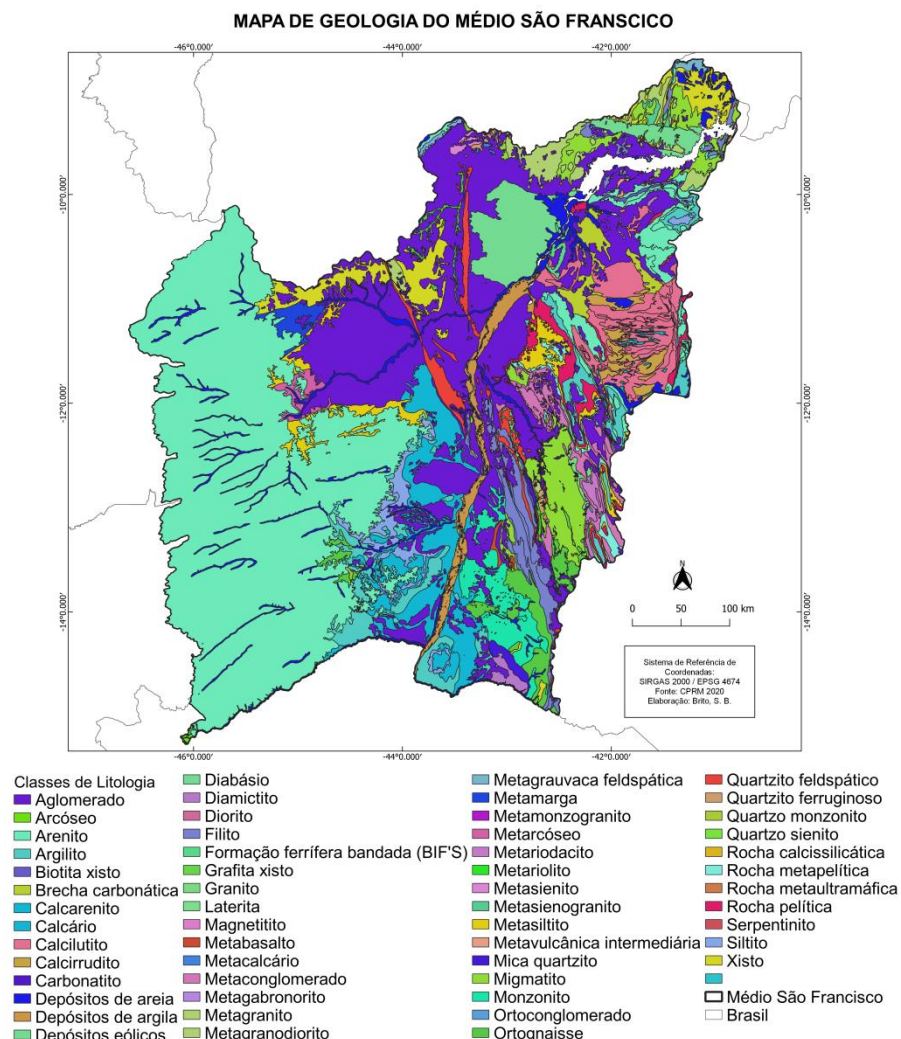 MAPA DE GEOLOGIA DO MÉDIO SÃO FRANSCICO
-46°0.000' -44°0.000' -42°0.000'
-10°0.000'
-12°0.000'
-14°0.000'
-10°0.000'
-12°0.000'
-14°0.000'
N
0 50 100 km
Sistema de Referência de
Coordenadas:
SIRGAS 2000 / EPSG 4674
Fonte: CPRM 2020
Elaboração: Brito, S. B.
-46°0.000' -44°0.000' -42°0.000'
Classes de Litologia
Aglomerado
Arcóseo
Arenito
Argilito
Biotita xisto
Brecha carbonática
Calcarenito
Calcário
Calcilutito
Calcirrudito
Carbonatito
Depósitos de areia
Depósitos de argila
Depósitos eólicos
Diabásio
Diamictito
Diorito
Filito
Formação ferrífera bandada (BIF'S)
Grafita xisto
Granito
Laterita
Magnetitito
Metabasalto
Metacalcário
Metaconglomerado
Metagabronorito
Metagranito
Metagranodiorito
Metagrauvaca feldspática
Metamarga
Metamonzogranito
Metarcóseo
Metariodacito
Metariolito
Metasienito
Metasienogranito
Metasiltito
Metavulcânica intermediária
Mica quartzito
Migmatito
Monzonito
Ortoconglomerado
Ortognaisse
Quartzito feldspático
Quartzito ferruginoso
Quartzo monzonito
Quartzo sienito
Rocha calcissilicática
Rocha metapelítica
Rocha metaultramáfica
Rocha pelítica
Serpentinito
Siltito
Xisto
Médio São Francisco
Brasil